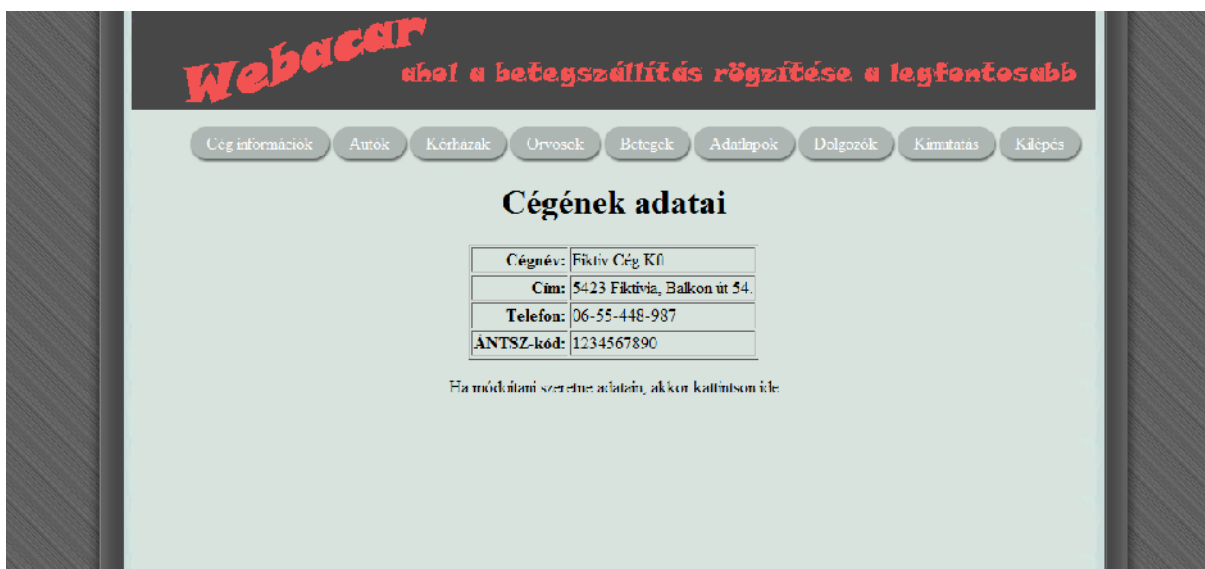 Webacar
ahol a betegszállítás rögzítése a legfontosabb
Cég információk Autók Kórházak Orvosok Betegek Adatlapok Dolgozók Kimutatás Kilépés
Cégének adatai
Cégnév: Fiktív Cég Kft
Cím: 5423 Fiktívia, Balkon út 54.
Telefon: 06-55-448-987
ÁNTSZ-kód: 1234567890
Ha módosítani szeretne adatain, akkor kattintson ide